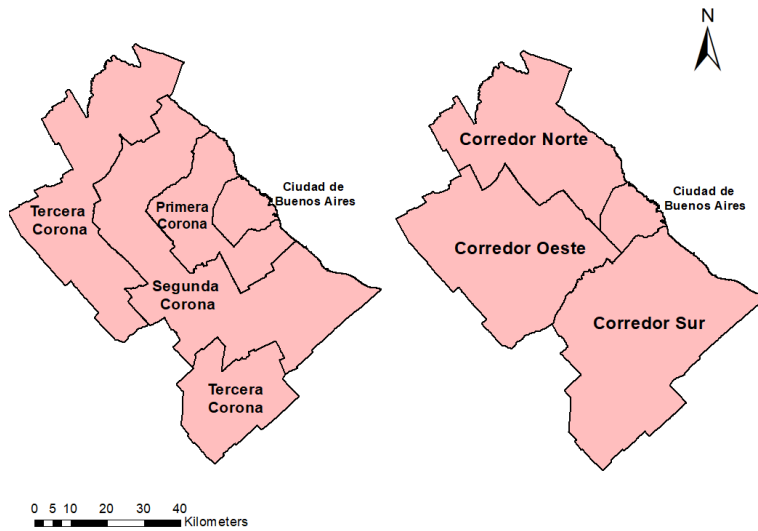 N
Corredor Norte
Ciudad de
Buenos Aires
Ciudad de
Buenos Aires
Primera
Corona
Tercera
Corona
Corredor Oeste
Segunda
Corona
Corredor Sur
Tercera
Corona
0 5 10 20 30 40
Kilometers